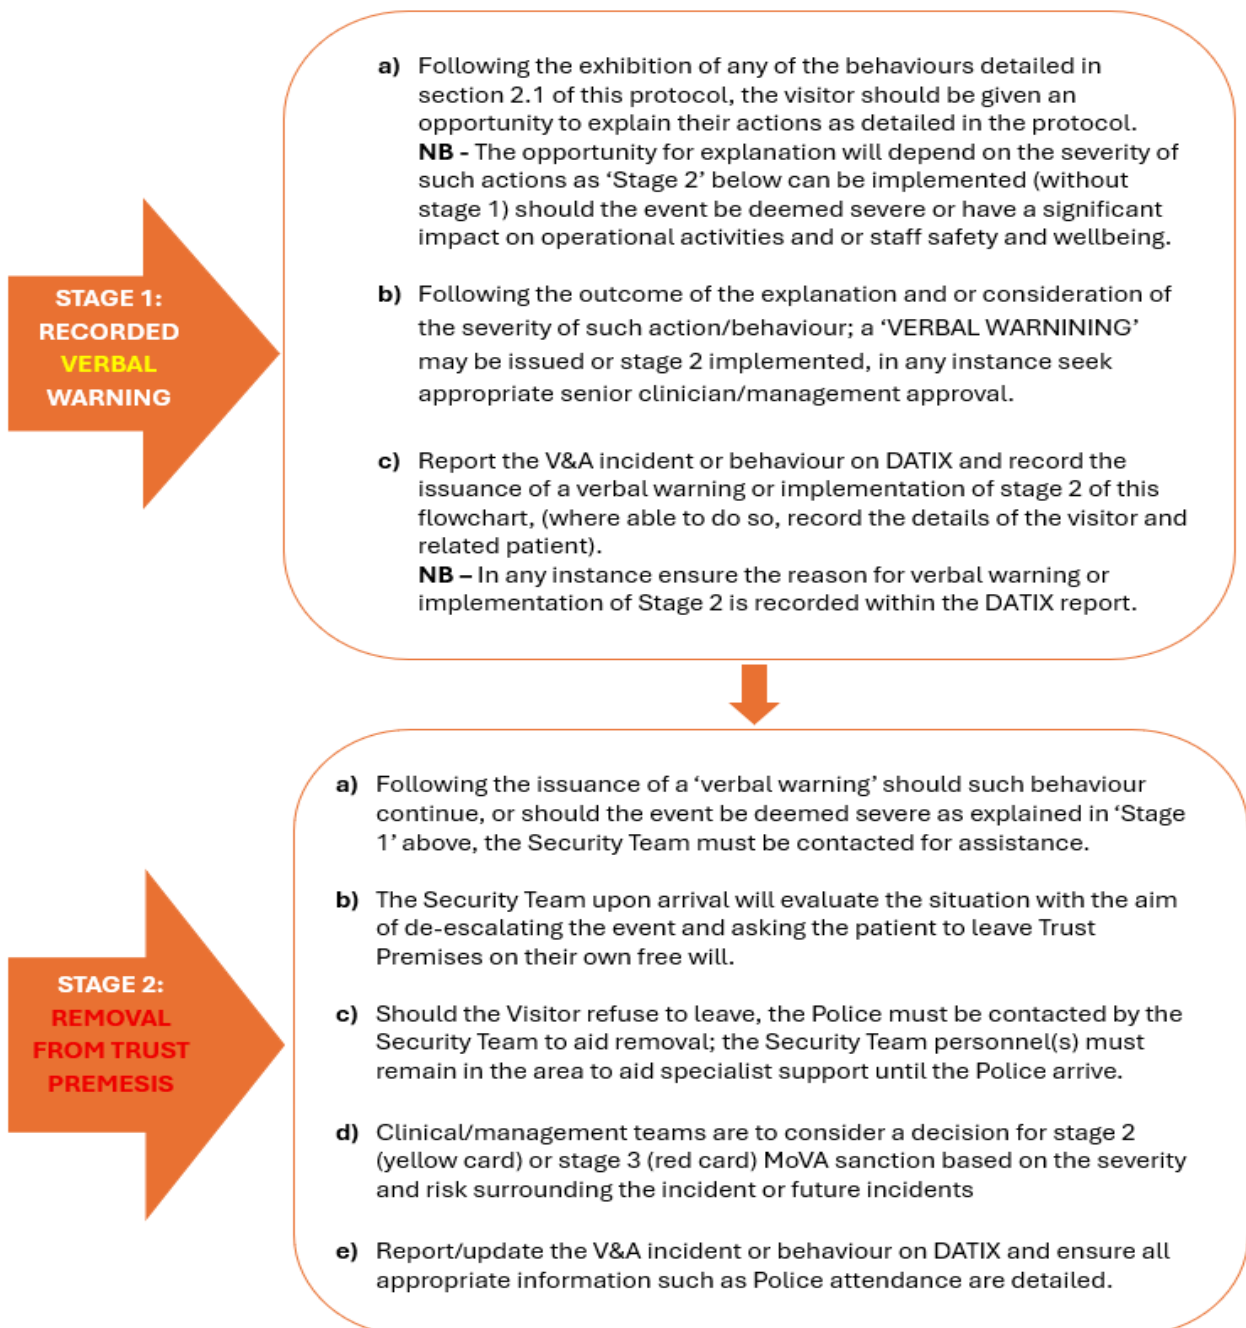 STAGE 1:
RECORDED
VERBAL
WARNING
a) Following the exhibition of any of the behaviours detailed in
section 2.1 of this protocol, the visitor should be given an
opportunity to explain their actions as detailed in the protocol.
NB - The opportunity for explanation will depend on the severity of
such actions as ‘Stage 2’ below can be implemented (without
stage 1) should the event be deemed severe or have a significant
impact on operational activities and or staff safety and wellbeing.
b) Following the outcome of the explanation and or consideration of
the severity of such action/behaviour; a ‘VERBAL WARNINING’
may be issued or stage 2 implemented, in any instance seek
appropriate senior clinician/management approval.
c) Report the V&A incident or behaviour on DATIX and record the
issuance of a verbal warning or implementation of stage 2 of this
flowchart, (where able to do so, record the details of the visitor and
related patient).
NB – In any instance ensure the reason for verbal warning or
implementation of Stage 2 is recorded within the DATIX report.
STAGE 2:
REMOVAL
FROM TRUST
PREMESIS
a) Following the issuance of a ‘verbal warning’ should such behaviour
continue, or should the event be deemed severe as explained in ‘Stage
1’ above, the Security Team must be contacted for assistance.
b) The Security Team upon arrival will evaluate the situation with the aim
of de-escalating the event and asking the patient to leave Trust
Premises on their own free will.
c) Should the Visitor refuse to leave, the Police must be contacted by the
Security Team to aid removal; the Security Team personnel(s) must
remain in the area to aid specialist support until the Police arrive.
d) Clinical/management teams are to consider a decision for stage 2
(yellow card) or stage 3 (red card) MoVA sanction based on the severity
and risk surrounding the incident or future incidents
e) Report/update the V&A incident or behaviour on DATIX and ensure all
appropriate information such as Police attendance are detailed.